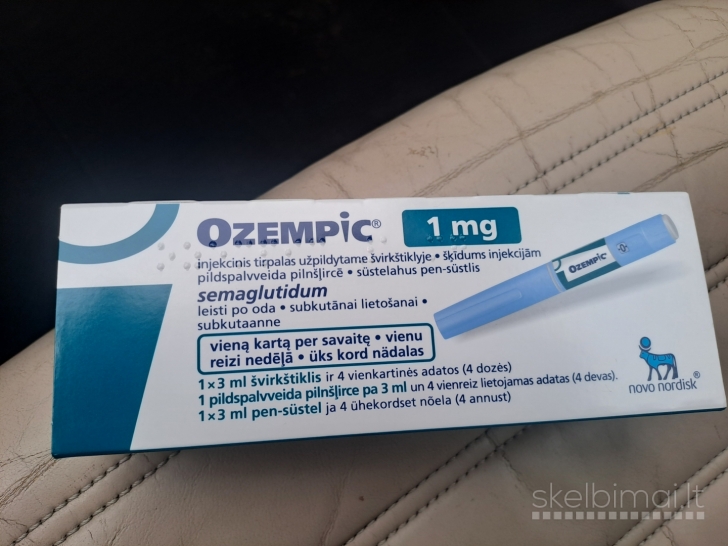 OZEMPIC® 1 mg
injekcinis tirpalas užpildytame švirkštiklyje • šķīdums injekcijām
pildspalvveida pilnšļircē • süstelahus pen-süstlis
semaglutidum
leisti po oda • subkutānai lietošanai •
subkutaanne
vieną kartą per savaitę • vienu
reizi nedēļā • üks kord nädalas
1 × 3 ml švirkštiklis ir 4 vienkartinės adatos (4 dozės)
1 pildspalvveida pilnšļirce pa 3 ml un 4 vienreiz lietojamas adatas (4 devas).
1 × 3 ml pen-süstel ja 4 ühekordset nõela (4 annust)
OZEMPIC®
novo nordisk®
skelbimai.lt